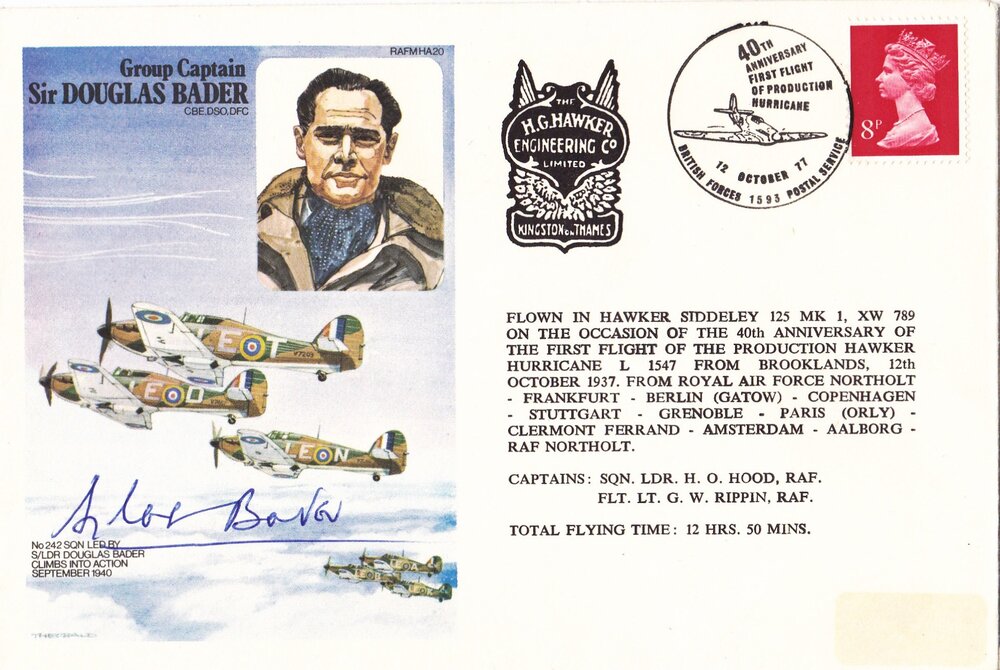 RAFM HA20
Group Captain
Sir DOUGLAS BADER
CBE, DSO, DFC
THE
H.G. HAWKER
ENGINEERING Co
LIMITED
KINGSTON on THAMES
40TH
ANNIVERSARY
FIRST FLIGHT
OF PRODUCTION
HURRICANE
12 OCTOBER 77
BRITISH FORCES 1593 POSTAL SERVICE
8P
LE
V7203
LE D
LE N
FLOWN IN HAWKER SIDDELEY 125 MK 1, XW 789
ON THE OCCASION OF THE 40th ANNIVERSARY OF
THE FIRST FLIGHT OF THE PRODUCTION HAWKER
HURRICANE L 1547 FROM BROOKLANDS, 12th
OCTOBER 1937. FROM ROYAL AIR FORCE NORTHOLT
- FRANKFURT - BERLIN (GATOW) - COPENHAGEN
- STUTTGART - GRENOBLE - PARIS (ORLY) -
CLERMONT FERRAND - AMSTERDAM - AALBORG -
RAF NORTHOLT.
CAPTAINS: SQN. LDR. H. O. HOOD, RAF.
FLT. LT. G. W. RIPPIN, RAF.
TOTAL FLYING TIME: 12 HRS. 50 MINS.
Douglas Bader
No 242 SQN LED BY
S/LDR DOUGLAS BADER
CLIMBS INTO ACTION
SEPTEMBER 1940